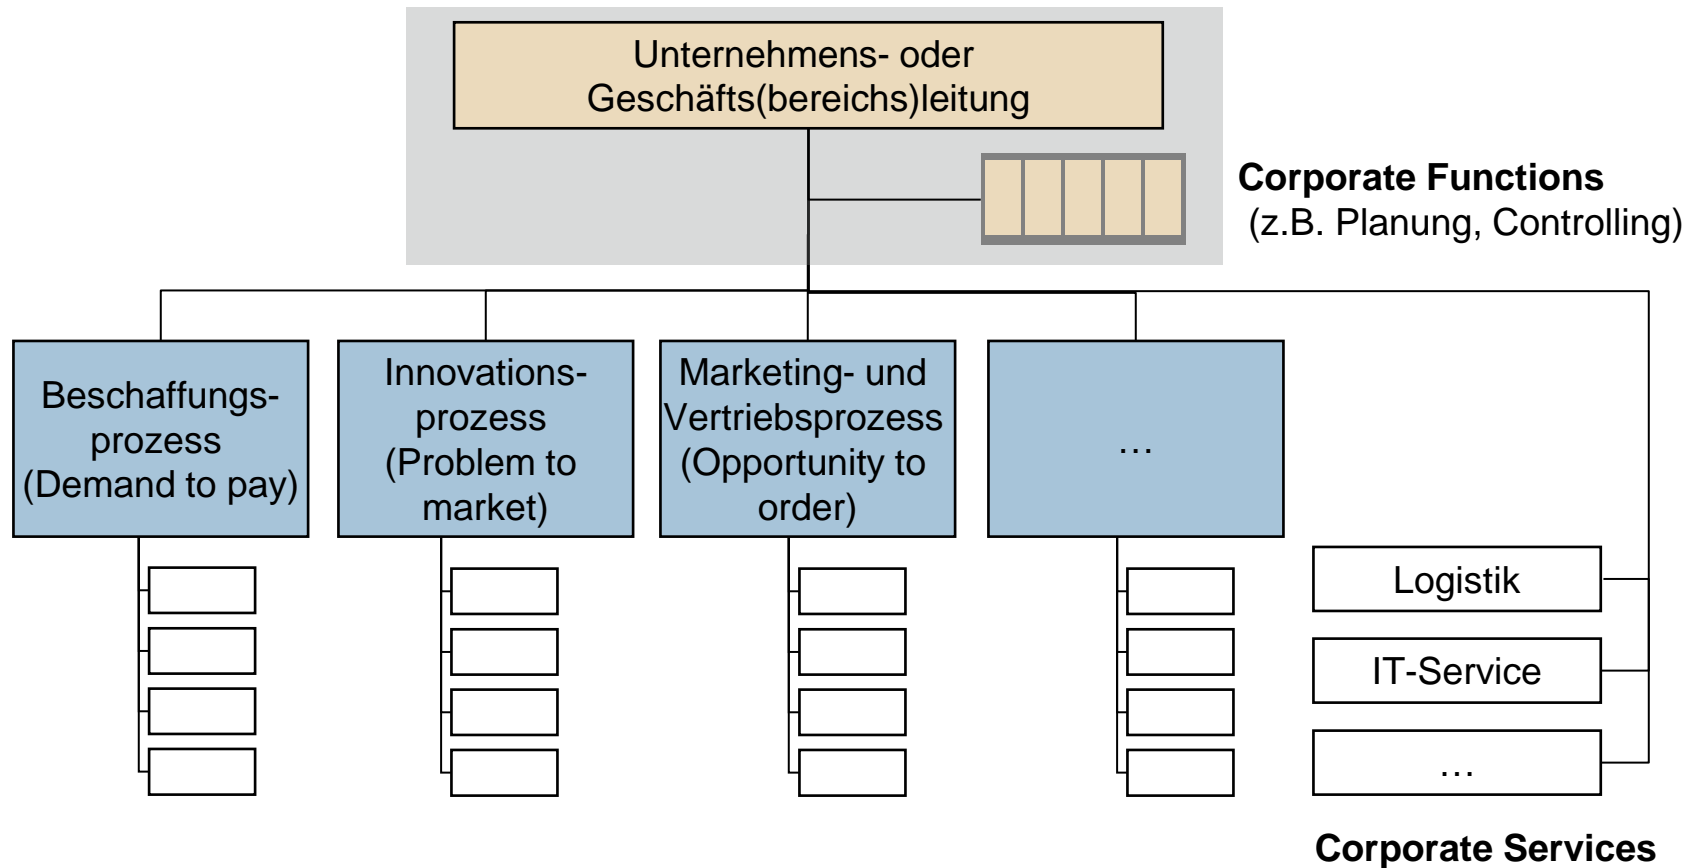 Unternehmens- oder
Geschäfts(bereichs)leitung
Corporate Functions
(z.B. Planung, Controlling)
Beschaffungs-
prozess
(Demand to pay)
Innovations-
prozess
(Problem to
market)
Marketing- und
Vertriebsprozess
(Opportunity to
order)
…
Logistik
IT-Service
…
Corporate Services